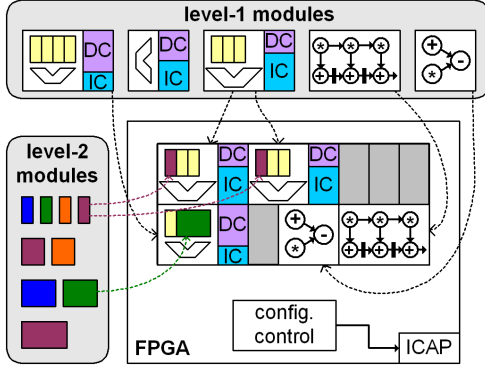 level-1 modules
DC
IC
DC
IC
DC
IC
* * *
+ + +
+
*
-
level-2
modules
DC
IC
DC
IC
DC
IC
+
*
-
* * *
+ + +
config.
control
FPGA
ICAP